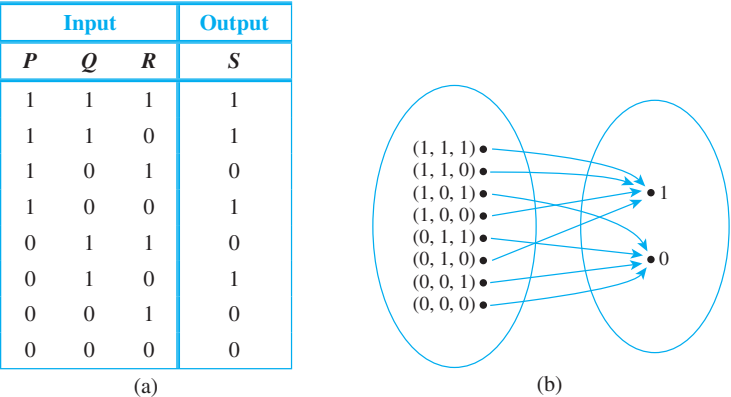 Input Output
P Q R S
1 1 1 1
1 1 0 1
1 0 1 0
1 0 0 1
0 1 1 0
0 1 0 1
0 0 1 0
0 0 0 0
(a)
(1, 1, 1)
(1, 1, 0)
(1, 0, 1)
(1, 0, 0)
(0, 1, 1)
(0, 1, 0)
(0, 0, 1)
(0, 0, 0)
1
0
(b)